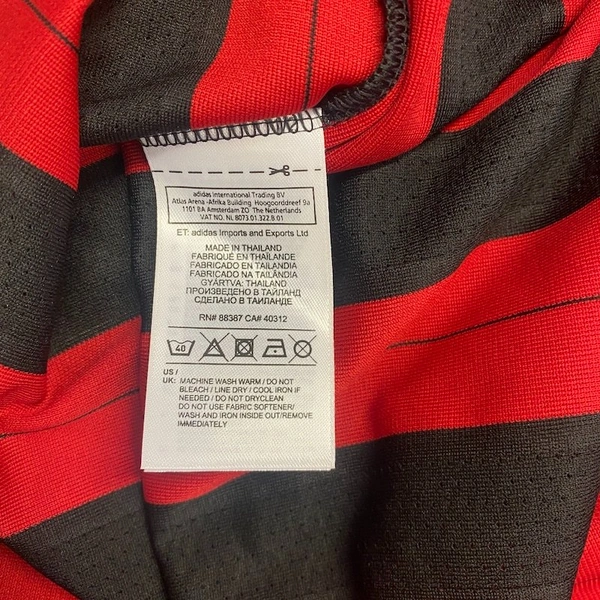 adidas International Trading BV
Atlas Arena -Afrika Building Hoogoorddreef 9a
1101 BA Amsterdam ZO The Netherlands
VAT NO. NL 8073.01.322.B.01
ET: adidas Imports and Exports Ltd
MADE IN THAILAND
FABRIQUÉ EN THAÏLANDE
FABRICADO EN TAILANDIA
FABRICADO NA TAILÂNDIA
GYÁRTVA: THAILAND
ПРОИЗВЕДЕНО В ТАЙЛАНД
СДЕЛАНО В ТАИЛАНДЕ
RN# 88387 CA# 40312
40
US /
UK: MACHINE WASH WARM / DO NOT
BLEACH / LINE DRY / COOL IRON IF
NEEDED / DO NOT DRYCLEAN
DO NOT USE FABRIC SOFTENER/
WASH AND IRON INSIDE OUT/REMOVE
IMMEDIATELY